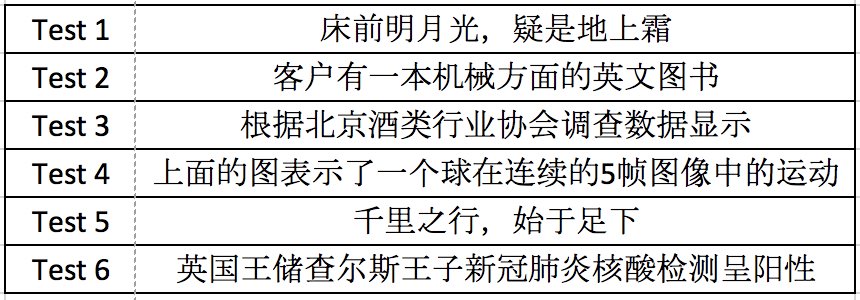 Test 1 床前明月光，疑是地上霜
Test 2 客户有一本机械方面的英文图书
Test 3 根据北京酒类行业协会调查数据显示
Test 4 上面的图表示了一个球在连续的5帧图像中的运动
Test 5 千里之行，始于足下
Test 6 英国王储查尔斯王子新冠肺炎核酸检测呈阳性